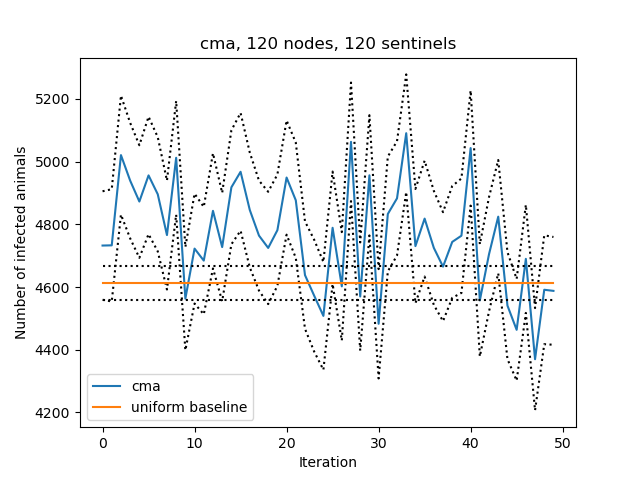 cma, 120 nodes, 120 sentinels
Number of infected animals
5200
5000
4800
4600
4400
4200
cma
uniform baseline
0 10 20 30 40 50
Iteration